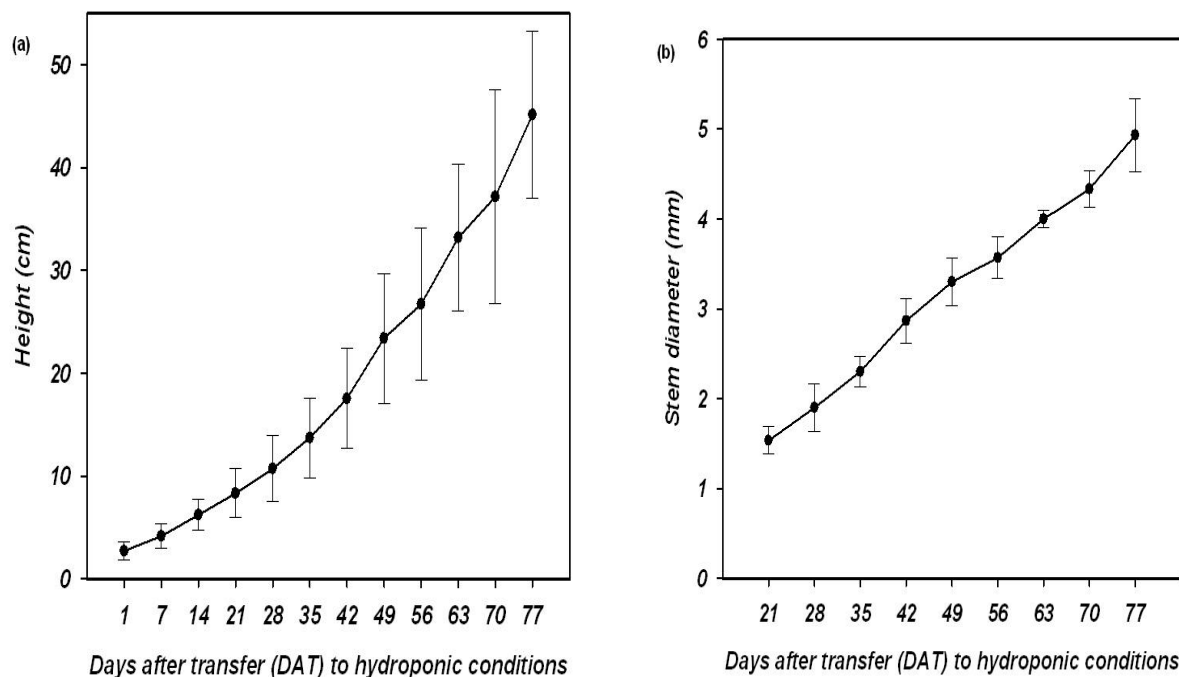 (a)
Height (cm)
50
40
30
20
10
0
1 7 14 21 28 35 42 49 56 63 70 77
Days after transfer (DAT) to hydroponic conditions
(b)
Stem diameter (mm)
6
5
4
3
2
1
0
21 28 35 42 49 56 63 70 77
Days after transfer (DAT) to hydroponic conditions